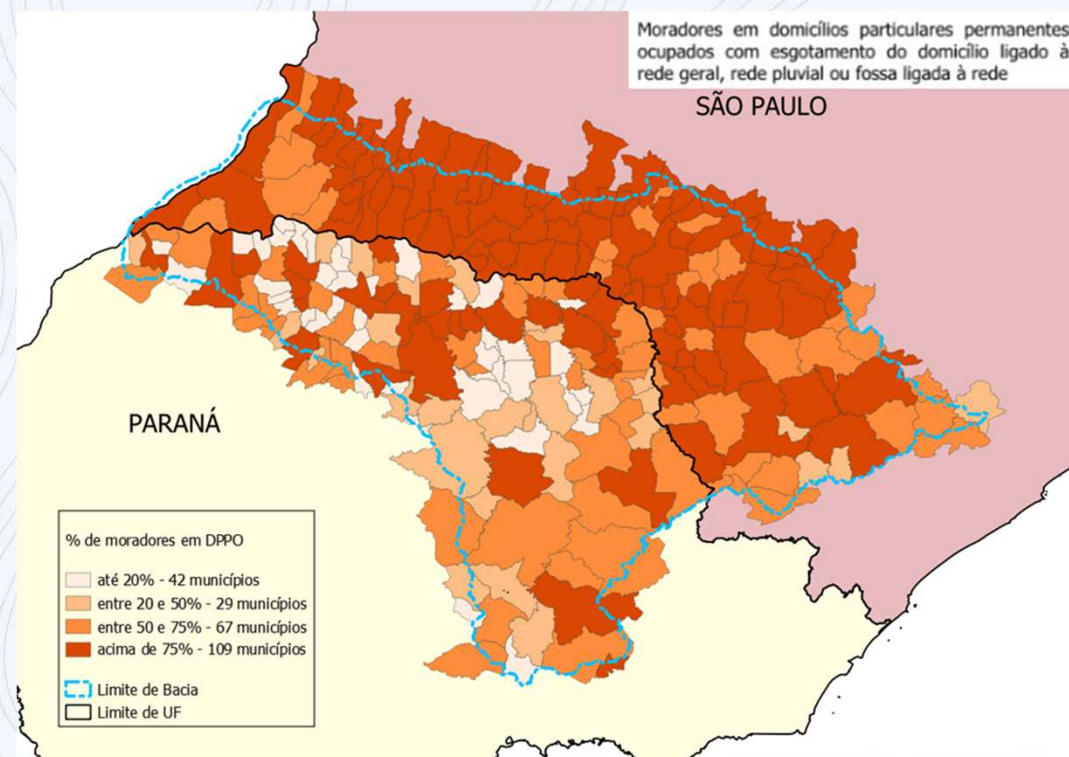 Moradores em domicílios particulares permanentes
ocupados com esgotamento do domicílio ligado à
rede geral, rede pluvial ou fossa ligada à rede
SÃO PAULO
PARANÁ
% de moradores em DPPO
até 20% - 42 municípios
entre 20 e 50% - 29 municípios
entre 50 e 75% - 67 municípios
acima de 75% - 109 municípios
Limite de Bacia
Limite de UF